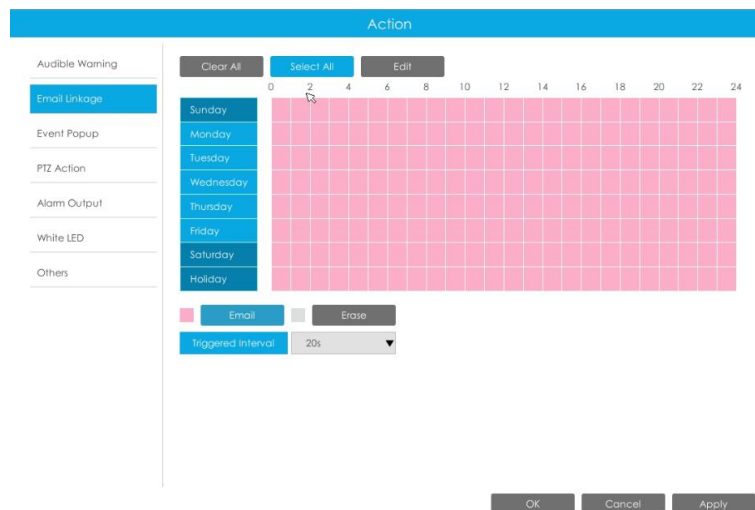 Action
Audible Warning
Email Linkage
Event Popup
PTZ Action
Alarm Output
White LED
Others
Clear All Select All Edit
0 2 4 6 8 10 12 14 16 18 20 22 24
Sunday
Monday
Tuesday
Wednesday
Thursday
Friday
Saturday
Holiday
Email Erase
Triggered Interval 20s
OK Cancel Apply